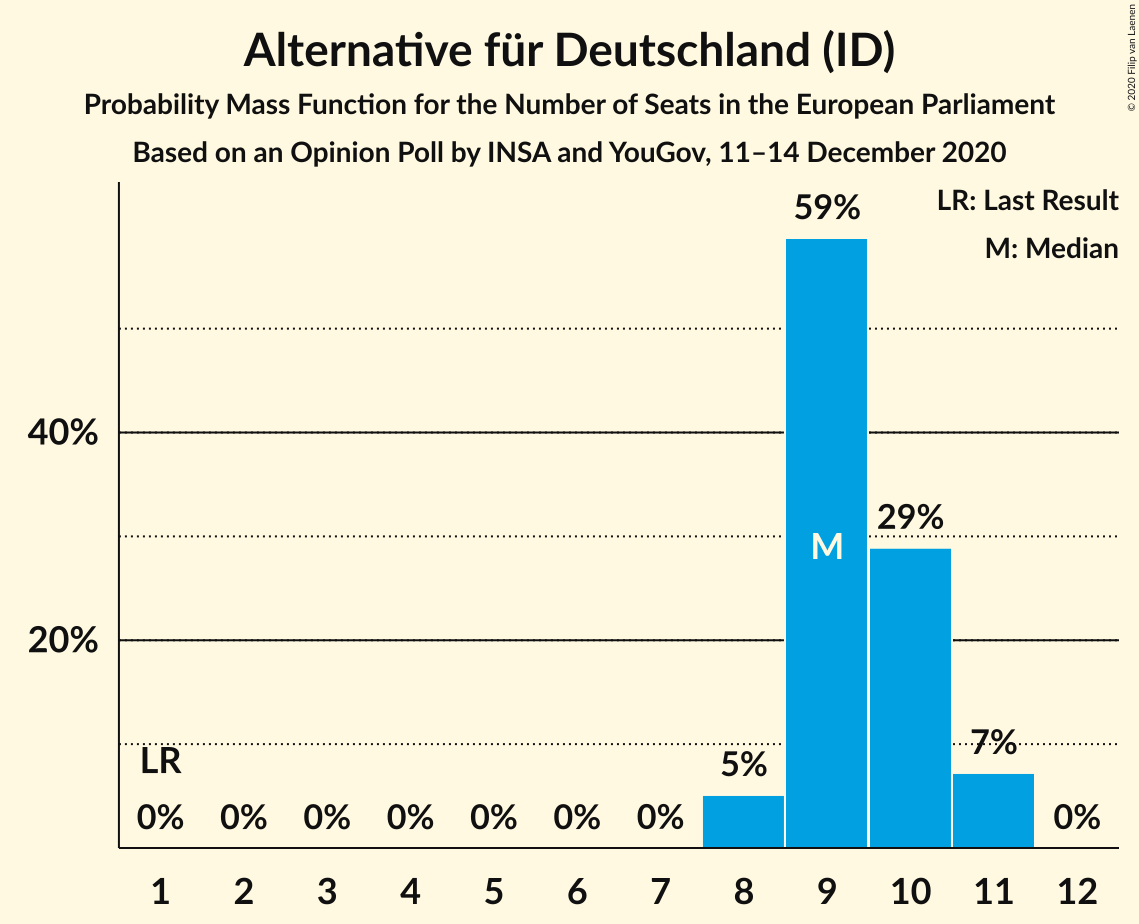 Alternative für Deutschland (ID)
Probability Mass Function for the Number of Seats in the European Parliament
Based on an Opinion Poll by INSA and YouGov, 11–14 December 2020
© 2020 Filip van Laenen
LR: Last Result
M: Median
59%
40%
29%
M
20%
7%
LR
5%
0% 0% 0% 0% 0% 0% 0% 0%
1 2 3 4 5 6 7 8 9 10 11 12